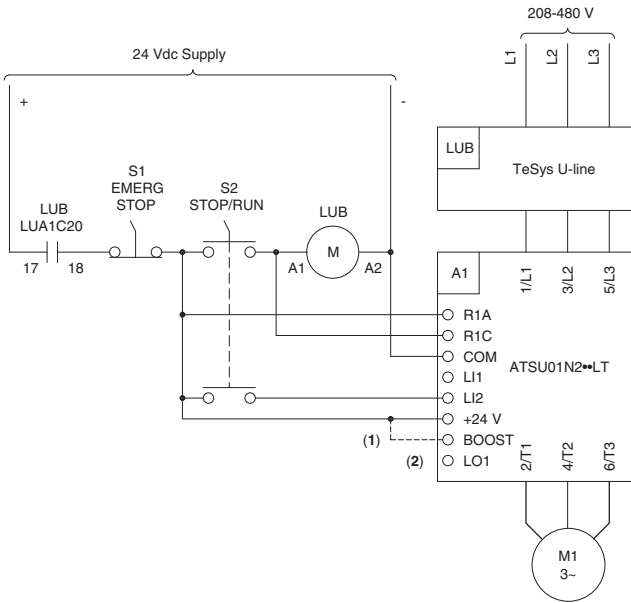 208-480 V
L1
L2
L3
24 Vdc Supply
+
-
LUB
TeSys U-line
S1
EMERG
STOP
S2
STOP/RUN
LUB
LUA1C20
LUB
17
18
A1
M
A2
A1
1/L1
3/L2
5/L3
R1A
R1C
COM
LI1
LI2
+24 V
BOOST
LO1
ATSU01N2••LT
(1)
(2)
2/T1
4/T2
6/T3
M1
3~